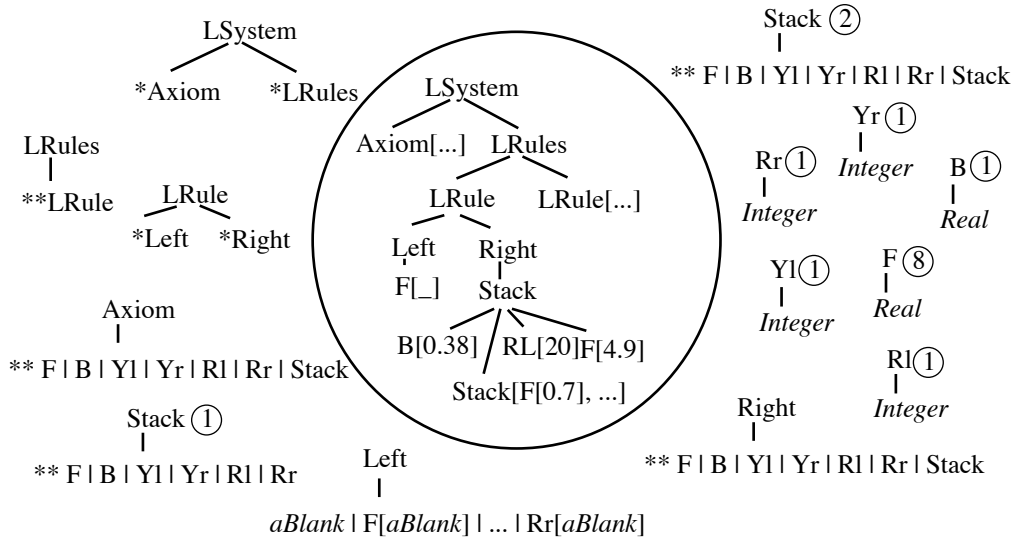 LSystem
*Axiom *LRules
LRules
**LRule
LRule
*Left *Right
Axiom
** F | B | Yl | Yr | Rl | Rr | Stack
Stack 1
** F | B | Yl | Yr | Rl | Rr
LSystem
Axiom[...] LRules
LRule LRule[...]
Left Right
F[_] Stack
B[0.38] RL[20] F[4.9]
Stack[F[0.7], ...]
Left
aBlank | F[aBlank] | ... | Rr[aBlank]
Stack 2
** F | B | Yl | Yr | Rl | Rr | Stack
Yr 1
Integer
Rr 1
Integer
B 1
Real
Yl 1
Integer
F 8
Real
Rl 1
Integer
Right
** F | B | Yl | Yr | Rl | Rr | Stack